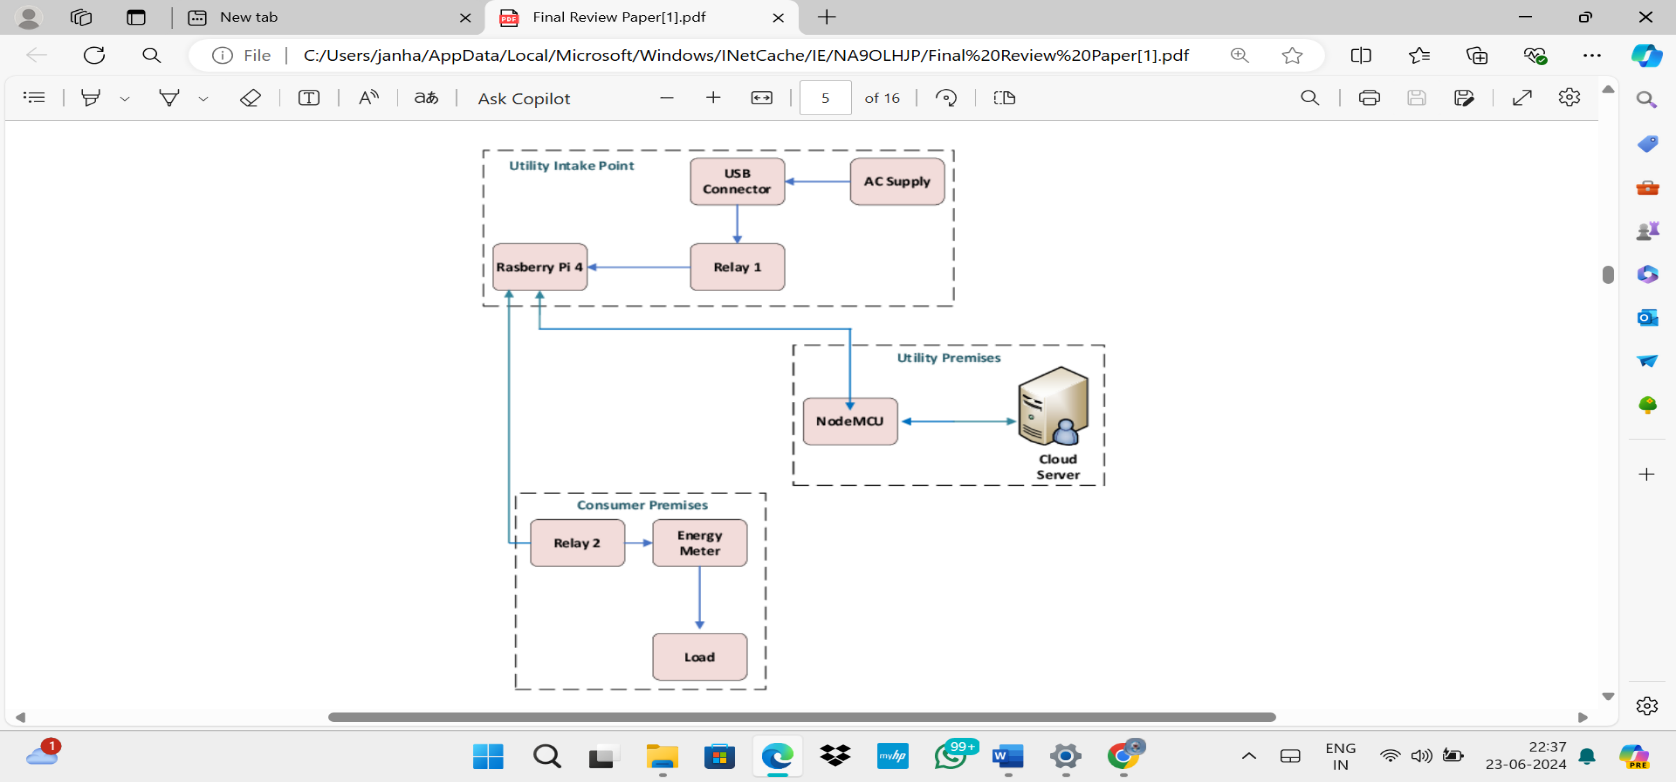 New tab
Final Review Paper[1].pdf
File
C:/Users/janha/AppData/Local/Microsoft/Windows/INetCache/IE/NA9OLHJP/Final%20Review%20Paper[1].pdf
Ask Copilot
5 of 16
Utility Intake Point
USB
Connector
AC Supply
Rasberry Pi 4
Relay 1
Utility Premises
NodeMCU
Cloud
Server
Consumer Premises
Relay 2
Energy
Meter
Load
1
myhp
99+
ENG
IN
22:37
23-06-2024
PRE